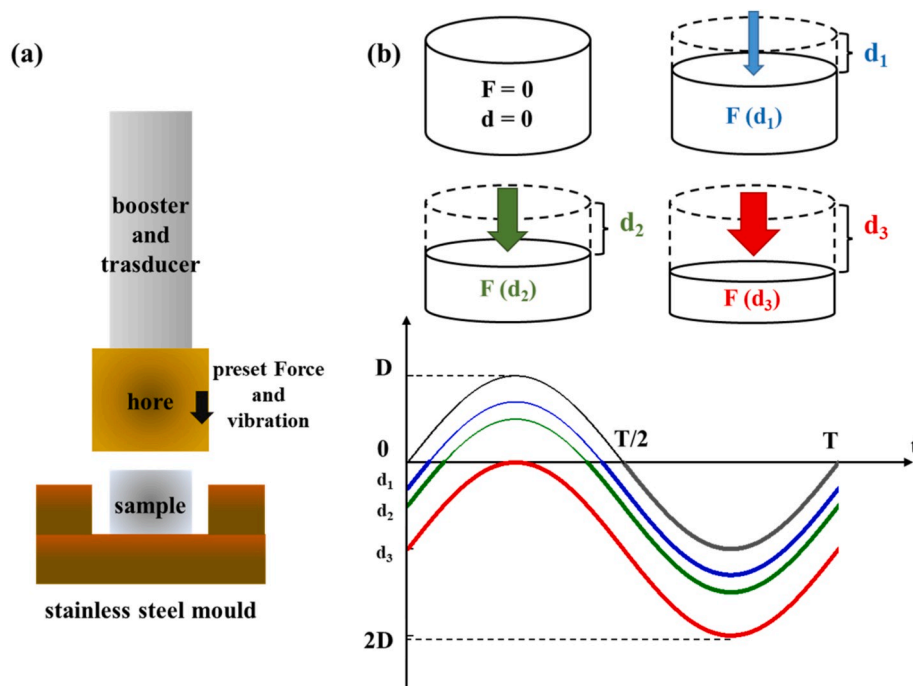 (a)
booster
and
trasducer
hore
preset Force
and
vibration
sample
stainless steel mould
(b)
F = 0
d = 0
d₁
F (d₁)
d₂
F (d₂)
d₃
F (d₃)
D
0
T/2
T
t
d₁
d₂
d₃
2D